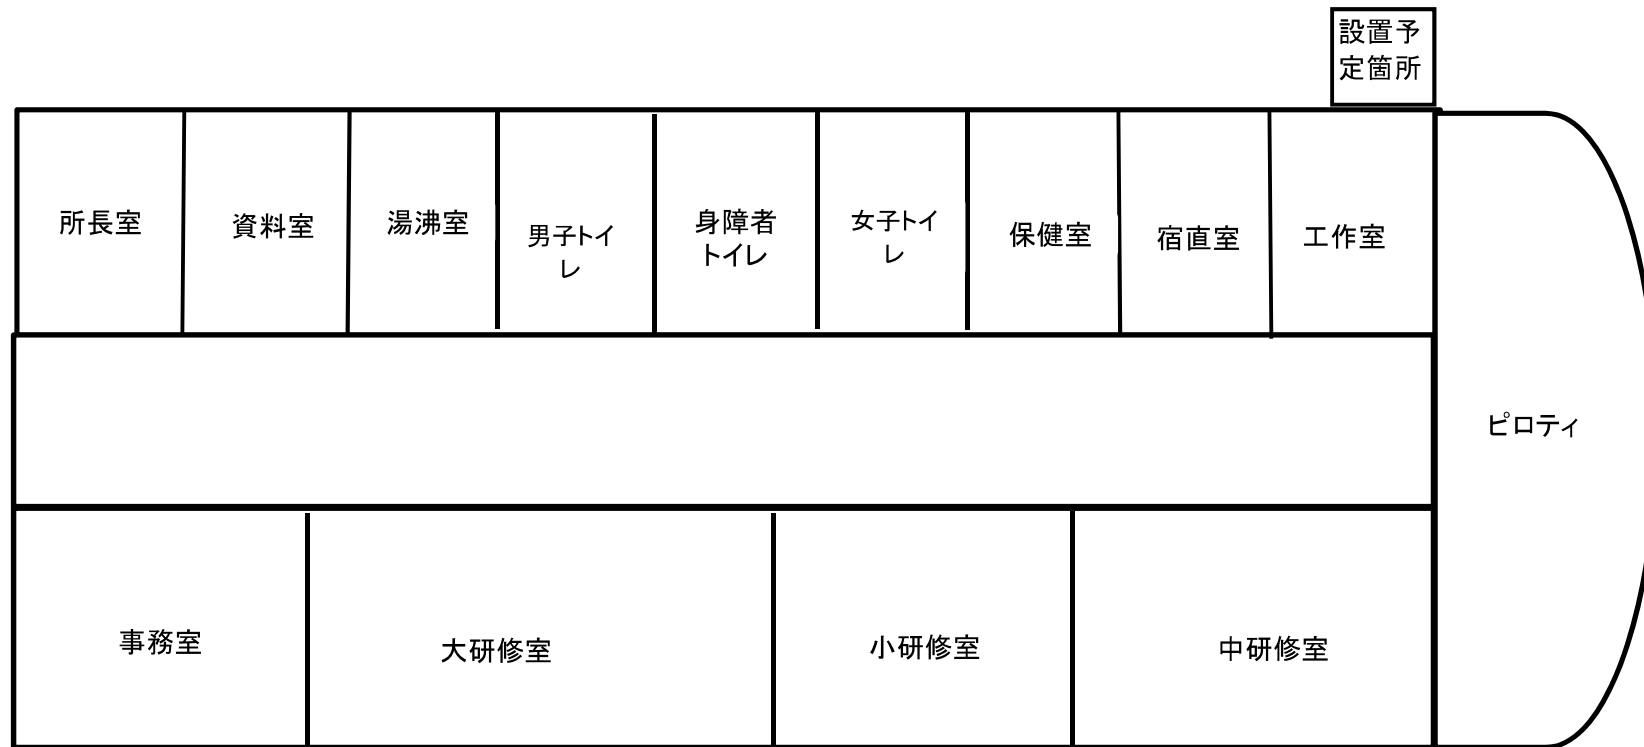 設置予
定箇所
所長室
資料室
湯沸室
男子トイ
レ
身障者
トイレ
女子トイ
レ
保健室
宿直室
工作室
ピロティ
事務室
大研修室
小研修室
中研修室